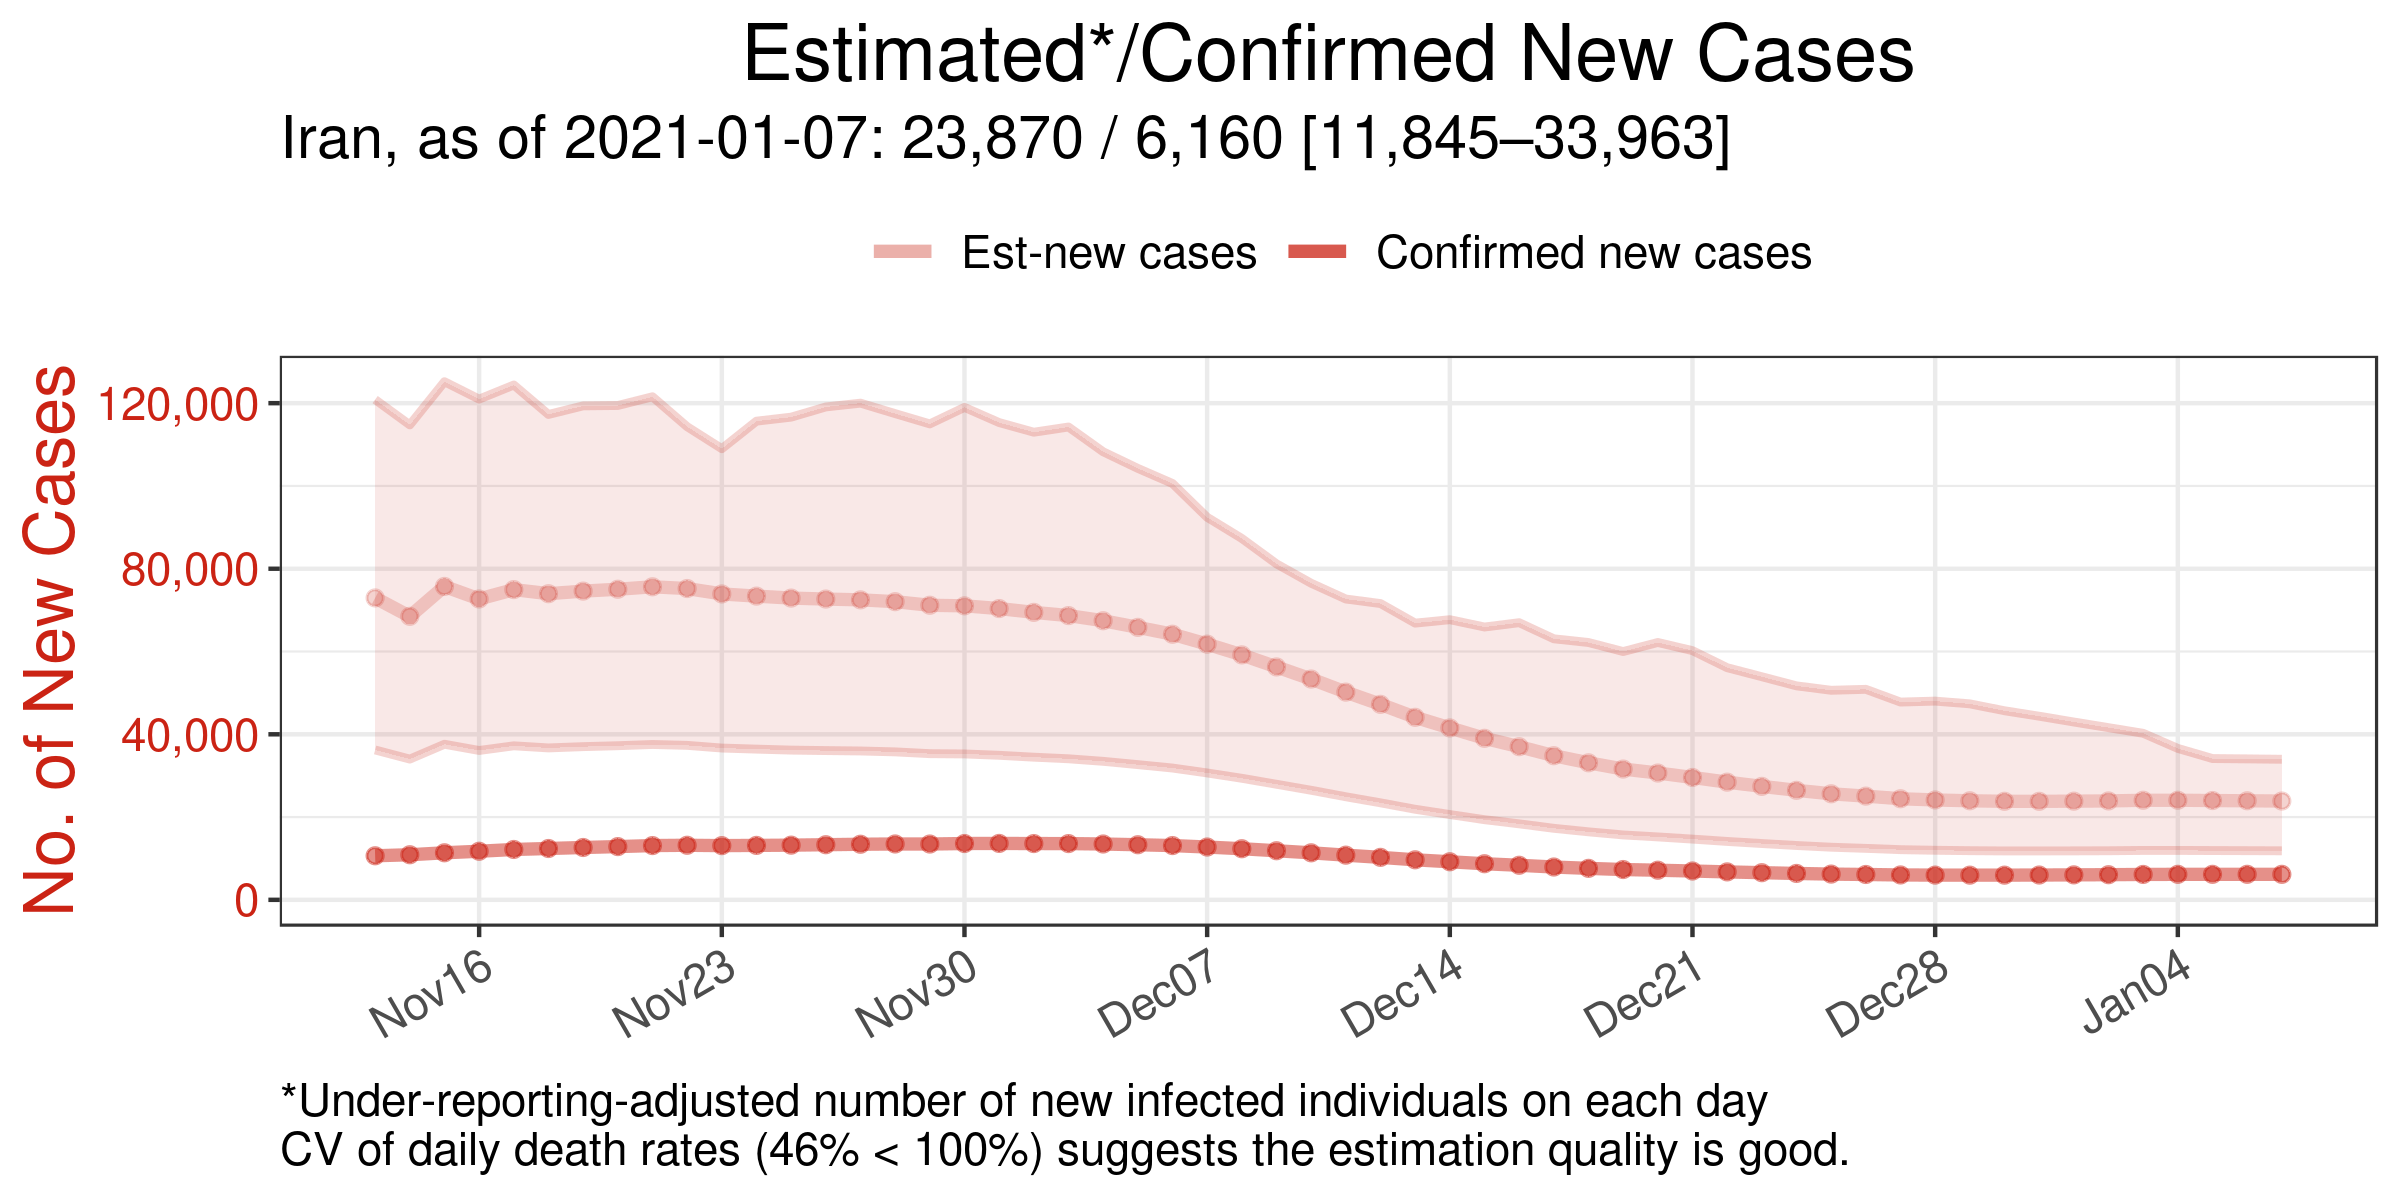 Estimated*/Confirmed New Cases
Iran, as of 2021-01-07: 23,870 / 6,160 [11,845–33,963]
Est-new cases
Confirmed new cases
No. of New Cases
120,000
80,000
40,000
0
Nov16
Nov23
Nov30
Dec07
Dec14
Dec21
Dec28
Jan04
*Under-reporting-adjusted number of new infected individuals on each day
CV of daily death rates (46% < 100%) suggests the estimation quality is good.